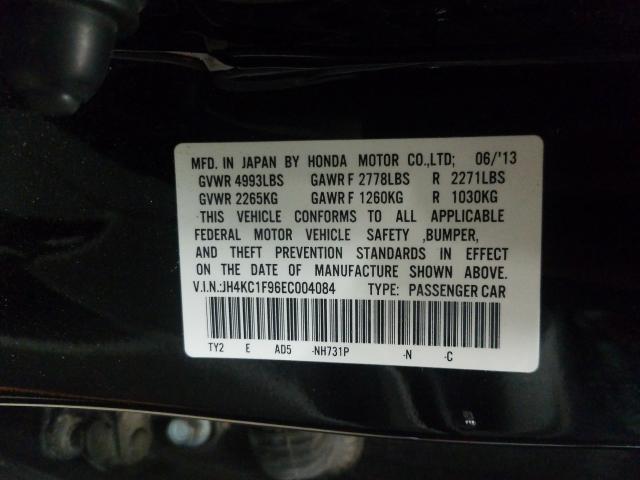 MFD. IN JAPAN BY HONDA MOTOR CO.,LTD; 06/'13
GVWR 4993LBS GAWR F 2778LBS R 2271LBS
GVWR 2265KG GAWR F 1260KG R 1030KG
THIS VEHICLE CONFORMS TO ALL APPLICABLE
FEDERAL MOTOR VEHICLE SAFETY ,BUMPER,
AND THEFT PREVENTION STANDARDS IN EFFECT
ON THE DATE OF MANUFACTURE SHOWN ABOVE.
V.I.N.:JH4KC1F96EC004084 TYPE: PASSENGER CAR
TY2 E AD5 -NH731P -N -C